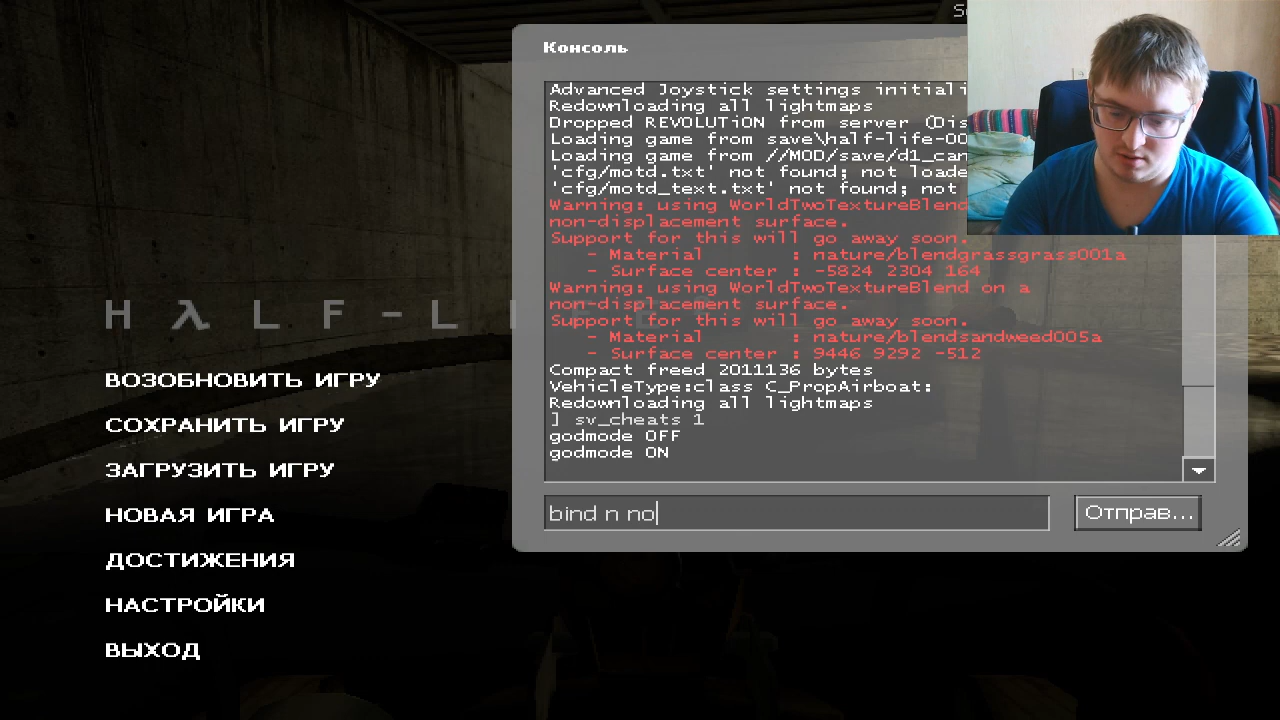 Консоль
Advanced Joystick settings
Redownloading all lightmaps
Dropped REVOLUTiON from server
Loading game from save\half-life-00
Loading game from //MOD/save/d1_can
'cfg/motd.txt' not found; not loade
'cfg/motd_text.txt' not found; not
Warning: using WorldTwoTextureBlend
non-displacement surface.
Support for this will go away soon.
- Material : nature/blendgrassgrass001a
- Surface center : -5824 2304 164
Warning: using WorldTwoTextureBlend on a
non-displacement surface.
Support for this will go away soon.
- Material : nature/blendsandweed005a
- Surface center : 9446 9292 -512
Compact freed 2011136 bytes
VehicleType:class C_PropAirboat:
Redownloading all lightmaps
] sv_cheats 1
godmode OFF
godmode ON
bind n no
Отправ...
HλLF-LI
ВОЗОБНОВИТЬ ИГРУ
СОХРАНИТЬ ИГРУ
ЗАГРУЗИТЬ ИГРУ
НОВАЯ ИГРА
ДОСТИЖЕНИЯ
НАСТРОЙКИ
ВЫХОД